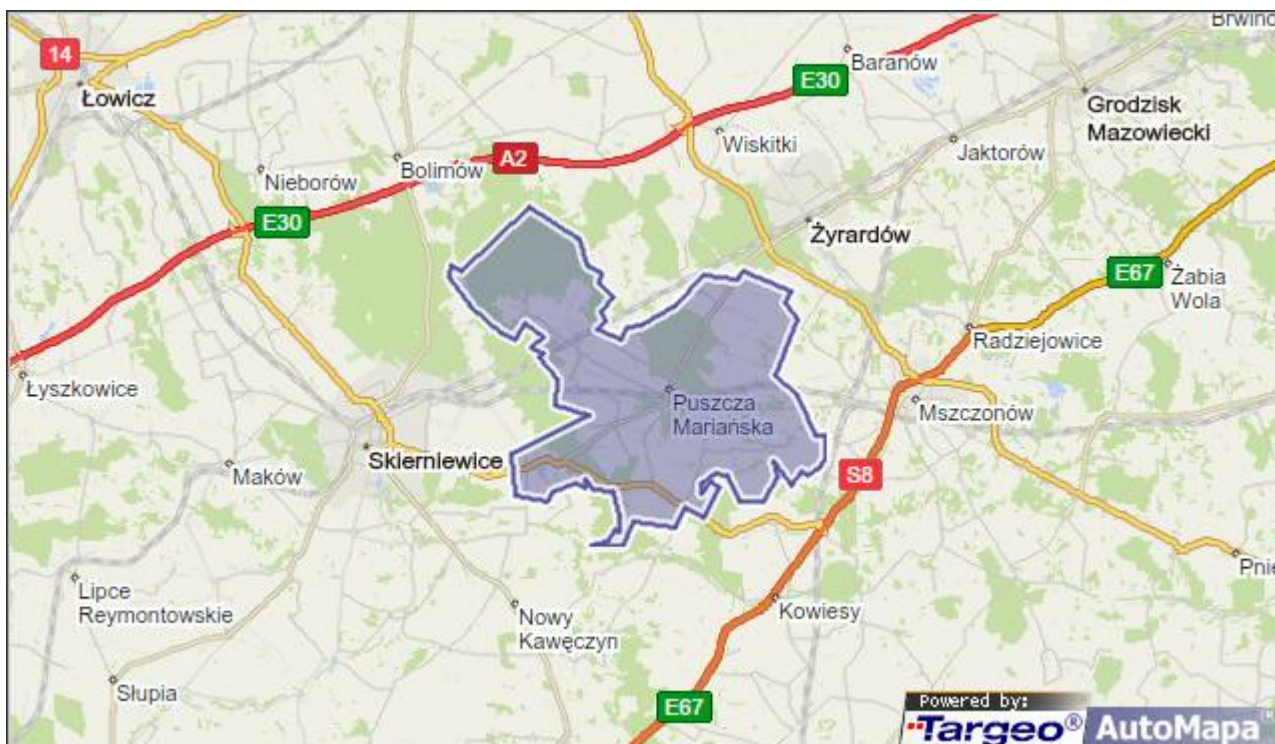 Brwino
14
Baranów
E30
Łowicz
Grodzisk
Mazowiecki
Wiskitki
Jaktorów
A2
Bolimów
Nieborów
E30
Żyrardów
E67
Żabia
Wola
Radziejowice
Łyszkowice
Puszcza
Mariańska
Mszczonów
Skierniewice
Maków
S8
Pnie
Lipce
Reymontowskie
Nowy
Kawęczyn
Kowiesy
Słupia
E67
Powered by:
Targeo® AutoMapa®